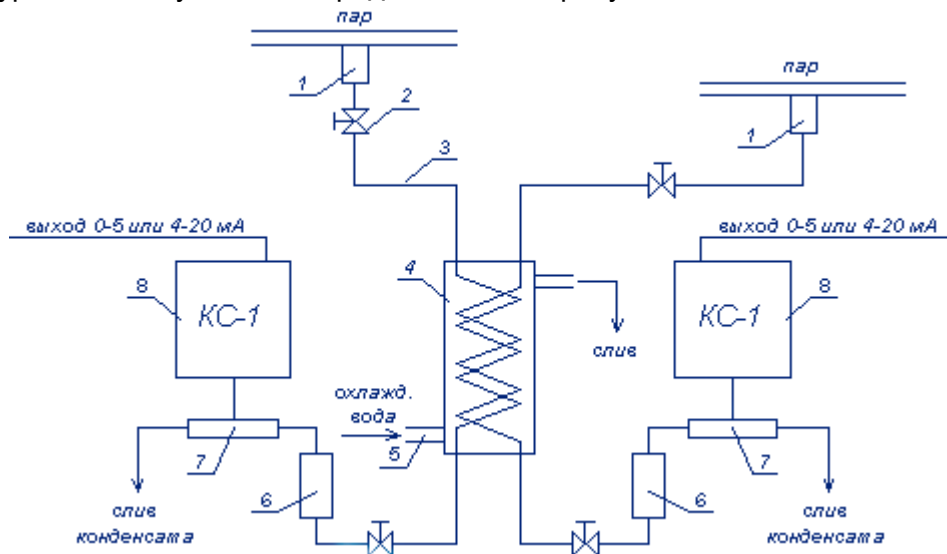 пар
1
2
пар
1
3
выход 0-5 или 4-20 мА
выход 0-5 или 4-20 мА
4
8
КС-1
8
КС-1
слив
охлажд.
вода
5
7
7
6
6
слив
конденсата
слив
конденсата